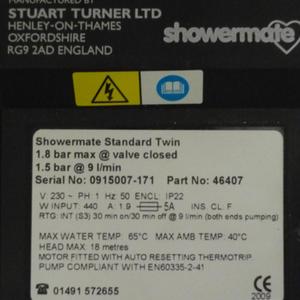 MANUFACTURED BY
STUART TURNER LTD
HENLEY-ON-THAMES
OXFORDSHIRE
RG9 2AD ENGLAND
showermate
Showermate Standard Twin
1.8 bar max @ valve closed
1.5 bar @ 9 l/min
Serial No: 0915007-171 Part No: 46407
V 230~ PH 1 Hz 50 ENCL: IP22
W INPUT: 440 A 1.9 5A INS. CL. F
RTG: INT (S3) 30 min on/30 min off @ 9 l/min (both ends pumping)
MAX WATER TEMP: 65°C MAX AMB TEMP: 40°C
HEAD MAX: 18 metres
MOTOR FITTED WITH AUTO RESETTING THERMOTRIP
PUMP COMPLIANT WITH EN60335-2-41
01491 572655
CE
2009